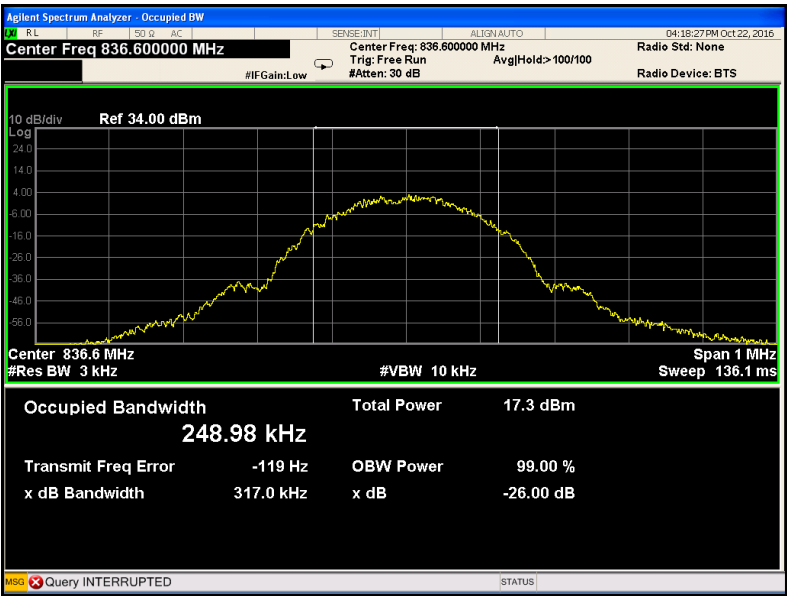 Agilent Spectrum Analyzer - Occupied BW
LXI RL RF 50 Ω AC SENSE:INT ALIGN AUTO 04:18:27 PM Oct 22, 2016
Center Freq 836.600000 MHz Center Freq: 836.600000 MHz Radio Std: None
Trig: Free Run Avg|Hold:>100/100
#IFGain:Low #Atten: 30 dB Radio Device: BTS
10 dB/div Ref 34.00 dBm
Log
24.0
14.0
4.00
-6.00
-16.0
-26.0
-36.0
-46.0
-56.0
Center 836.6 MHz Span 1 MHz
#Res BW 3 kHz #VBW 10 kHz Sweep 136.1 ms
Occupied Bandwidth Total Power 17.3 dBm
248.98 kHz
Transmit Freq Error -119 Hz OBW Power 99.00 %
x dB Bandwidth 317.0 kHz x dB -26.00 dB
MSG Query INTERRUPTED STATUS